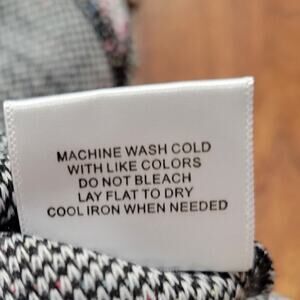 MACHINE WASH COLD
WITH LIKE COLORS
DO NOT BLEACH
LAY FLAT TO DRY
COOL IRON WHEN NEEDED